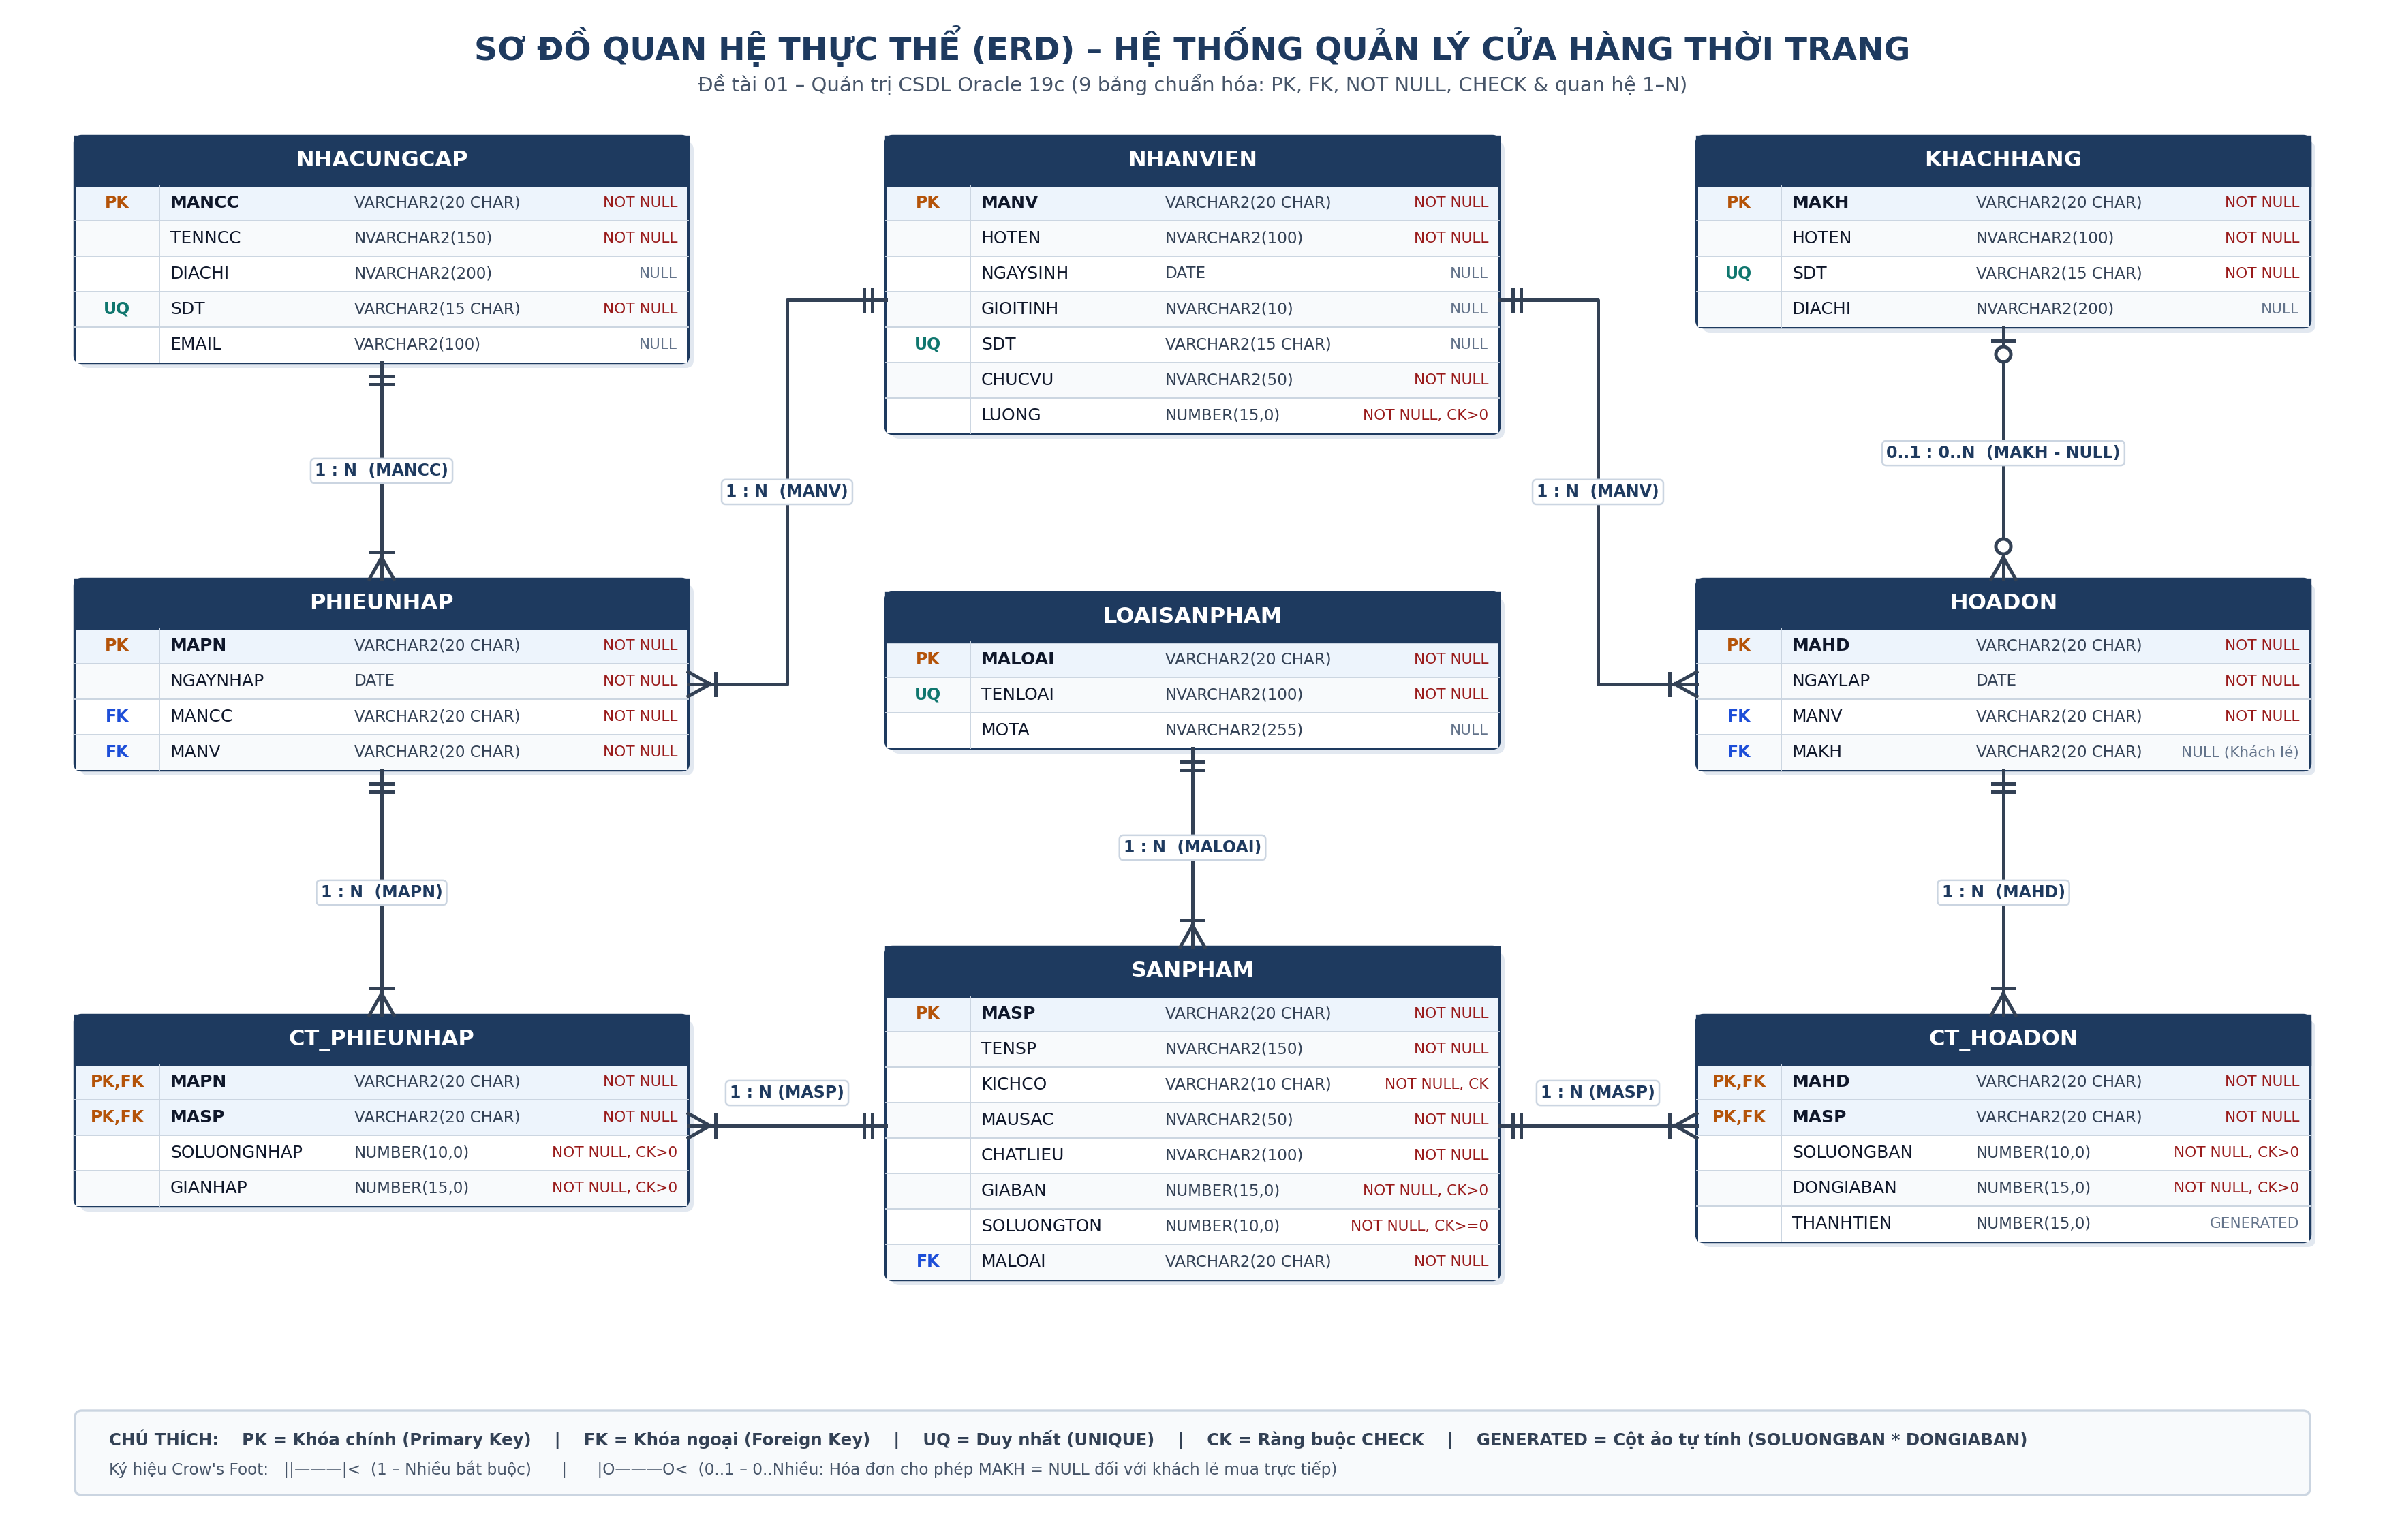 SƠ ĐỒ QUAN HỆ THỰC THỂ (ERD) – HỆ THỐNG QUẢN LÝ CỬA HÀNG THỜI TRANG
Đề tài 01 – Quản trị CSDL Oracle 19c (9 bảng chuẩn hóa: PK, FK, NOT NULL, CHECK & quan hệ 1–N)
NHACUNGCAP
PK MANCC VARCHAR2(20 CHAR) NOT NULL
TENNCC NVARCHAR2(150) NOT NULL
DIACHI NVARCHAR2(200) NULL
UQ SDT VARCHAR2(15 CHAR) NOT NULL
EMAIL VARCHAR2(100) NULL
NHANVIEN
PK MANV VARCHAR2(20 CHAR) NOT NULL
HOTEN NVARCHAR2(100) NOT NULL
NGAYSINH DATE NULL
GIOITINH NVARCHAR2(10) NULL
UQ SDT VARCHAR2(15 CHAR) NULL
CHUCVU NVARCHAR2(50) NOT NULL
LUONG NUMBER(15,0) NOT NULL, CK>0
KHACHHANG
PK MAKH VARCHAR2(20 CHAR) NOT NULL
HOTEN NVARCHAR2(100) NOT NULL
UQ SDT VARCHAR2(15 CHAR) NOT NULL
DIACHI NVARCHAR2(200) NULL
1 : N (MANCC)
1 : N (MANV)
1 : N (MANV)
0..1 : 0..N (MAKH - NULL)
PHIEUNHAP
PK MAPN VARCHAR2(20 CHAR) NOT NULL
NGAYNHAP DATE NOT NULL
FK MANCC VARCHAR2(20 CHAR) NOT NULL
FK MANV VARCHAR2(20 CHAR) NOT NULL
LOAISANPHAM
PK MALOAI VARCHAR2(20 CHAR) NOT NULL
UQ TENLOAI NVARCHAR2(100) NOT NULL
MOTA NVARCHAR2(255) NULL
HOADON
PK MAHD VARCHAR2(20 CHAR) NOT NULL
NGAYLAP DATE NOT NULL
FK MANV VARCHAR2(20 CHAR) NOT NULL
FK MAKH VARCHAR2(20 CHAR) NULL (Khách lẻ)
1 : N (MAPN)
1 : N (MALOAI)
1 : N (MAHD)
CT_PHIEUNHAP
PK,FK MAPN VARCHAR2(20 CHAR) NOT NULL
PK,FK MASP VARCHAR2(20 CHAR) NOT NULL
SOLUONGNHAP NUMBER(10,0) NOT NULL, CK>0
GIANHAP NUMBER(15,0) NOT NULL, CK>0
1 : N (MASP)
SANPHAM
PK MASP VARCHAR2(20 CHAR) NOT NULL
TENSP NVARCHAR2(150) NOT NULL
KICHCO VARCHAR2(10 CHAR) NOT NULL, CK
MAUSAC NVARCHAR2(50) NOT NULL
CHATLIEU NVARCHAR2(100) NOT NULL
GIABAN NUMBER(15,0) NOT NULL, CK>0
SOLUONGTON NUMBER(10,0) NOT NULL, CK>=0
FK MALOAI VARCHAR2(20 CHAR) NOT NULL
1 : N (MASP)
CT_HOADON
PK,FK MAHD VARCHAR2(20 CHAR) NOT NULL
PK,FK MASP VARCHAR2(20 CHAR) NOT NULL
SOLUONGBAN NUMBER(10,0) NOT NULL, CK>0
DONGIABAN NUMBER(15,0) NOT NULL, CK>0
THANHTIEN NUMBER(15,0) GENERATED
CHÚ THÍCH: PK = Khóa chính (Primary Key) | FK = Khóa ngoại (Foreign Key) | UQ = Duy nhất (UNIQUE) | CK = Ràng buộc CHECK | GENERATED = Cột ảo tự tính (SOLUONGBAN * DONGIABAN)
Ký hiệu Crow's Foot: ||———|< (1 – Nhiều bắt buộc) | |O———O< (0..1 – 0..Nhiều: Hóa đơn cho phép MAKH = NULL đối với khách lẻ mua trực tiếp)